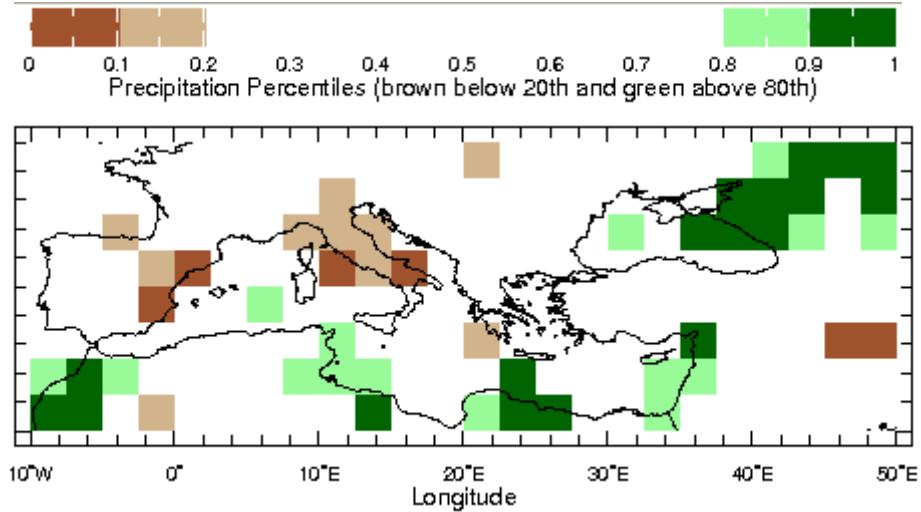 0 0.1 0.2 0.3 0.4 0.5 0.6 0.7 0.8 0.9 1
Precipitation Percentiles (brown below 20th and green above 80th)
10°W 0° 10°E 20°E 30°E 40°E 50°E
Longitude